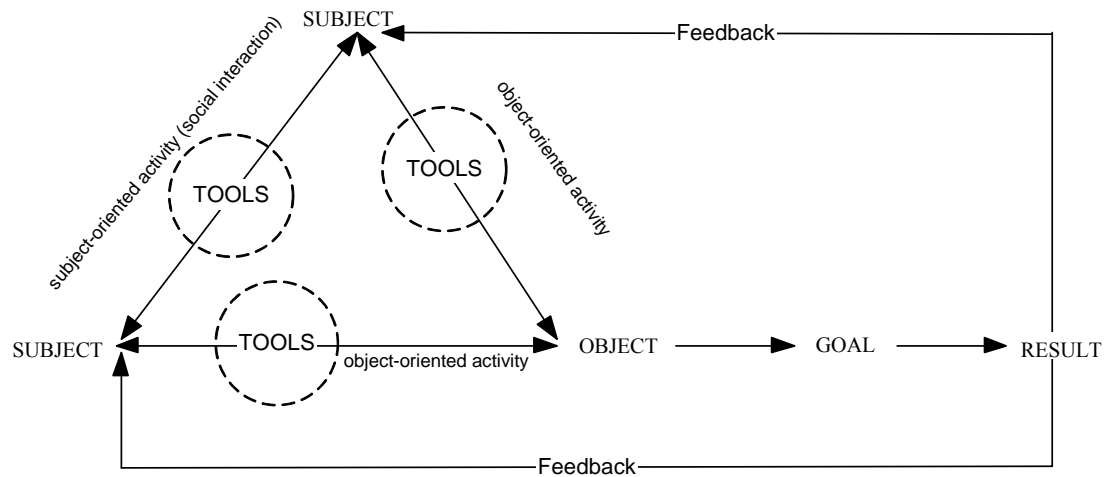 SUBJECT
Feedback
subject-oriented activity (social interaction)
object-oriented activity
TOOLS
TOOLS
SUBJECT
TOOLS
object-oriented activity
OBJECT
GOAL
RESULT
Feedback